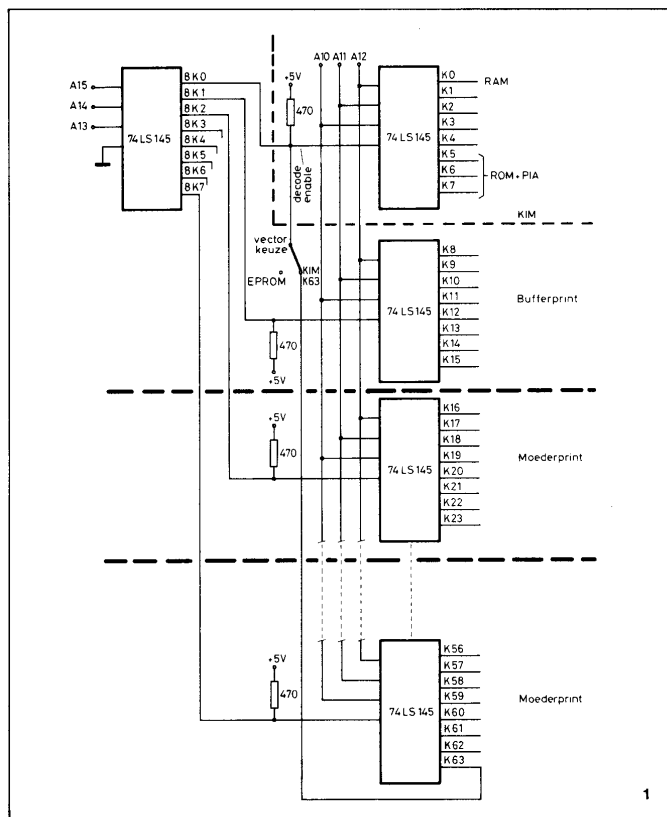 A15
A14
A13
74LS145
8K0
8K1
8K2
8K3
8K4
8K5
8K6
8K7
+5V
470
decode enable
A10 A11 A12
74LS145
K0
K1
K2
K3
K4
K5
K6
K7
RAM
ROM+PIA
KIM
vector
keuze
EPROM
KIM
K63
470
+5V
74LS145
K8
K9
K10
K11
K12
K13
K14
K15
Bufferprint
+5V
470
74LS145
K16
K17
K18
K19
K20
K21
K22
K23
Moederprint
+5V
470
74LS145
K56
K57
K58
K59
K60
K61
K62
K63
Moederprint
1